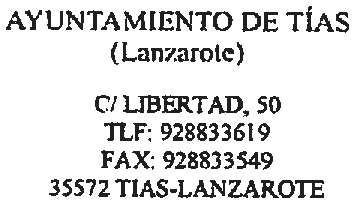 AYUNTAMIENTO DE TÍAS
(Lanzarote)
C/ LIBERTAD, 50
TLF: 928833619
FAX: 928833549
35572 TIAS-LANZAROTE